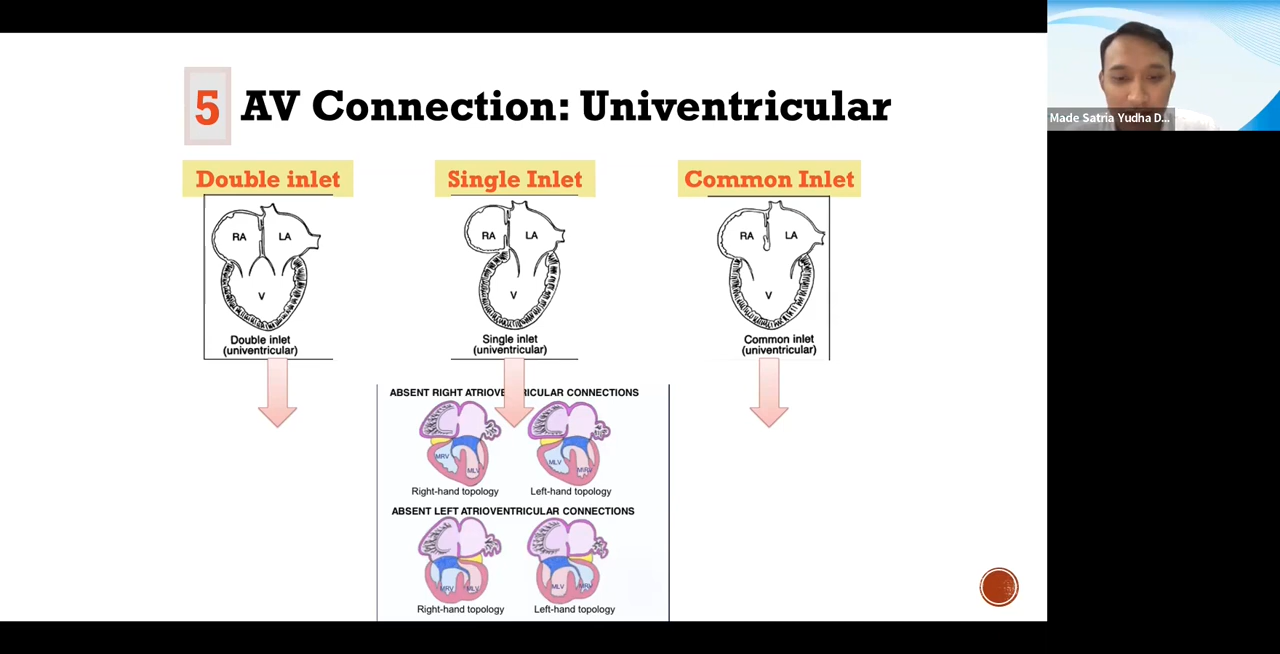 5 AV Connection: Univentricular
Made Satria Yudha D...
Double inlet
Single Inlet
Common Inlet
RA
LA
V
Double inlet
(univentricular)
RA
LA
V
Single inlet
(univentricular)
RA
LA
V
Common inlet
(univentricular)
ABSENT RIGHT ATRIOVE RICULAR CONNECTIONS
MRV
MLV
MLV
MRV
Right-hand topology
Left-hand topology
ABSENT LEFT ATRIOVENTRICULAR CONNECTIONS
MRV
MLV
MLV
MRV
Right-hand topology
Left-hand topology